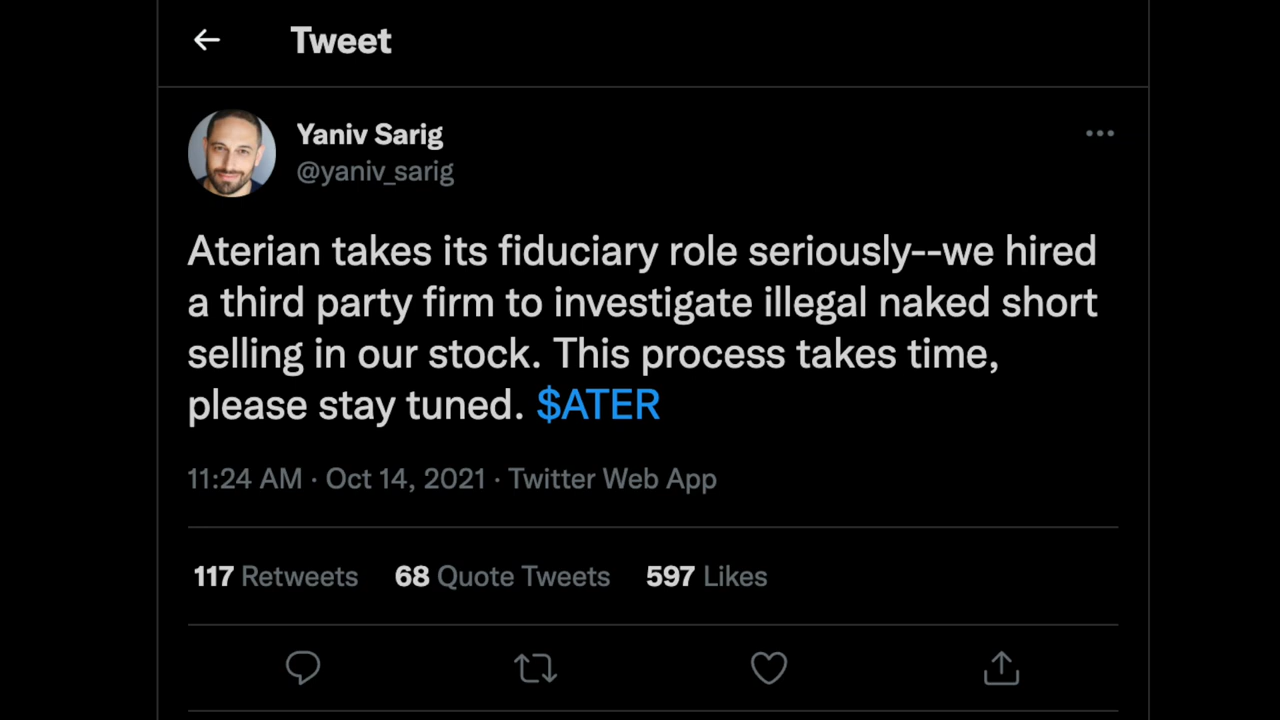 Tweet
Yaniv Sarig
@yaniv_sarig
Aterian takes its fiduciary role seriously--we hired
a third party firm to investigate illegal naked short
selling in our stock. This process takes time,
please stay tuned. $ATER
11:24 AM · Oct 14, 2021 · Twitter Web App
117 Retweets 68 Quote Tweets 597 Likes